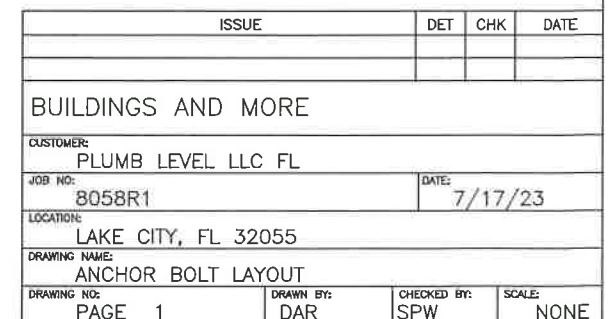 ISSUE DET CHK DATE
BUILDINGS AND MORE
CUSTOMER:
PLUMB LEVEL LLC FL
JOB NO: DATE:
8058R1 7/17/23
LOCATION:
LAKE CITY, FL 32055
DRAWING NAME:
ANCHOR BOLT LAYOUT
DRAWING NO: DRAWN BY: CHECKED BY: SCALE:
PAGE 1 DAR SPW NONE